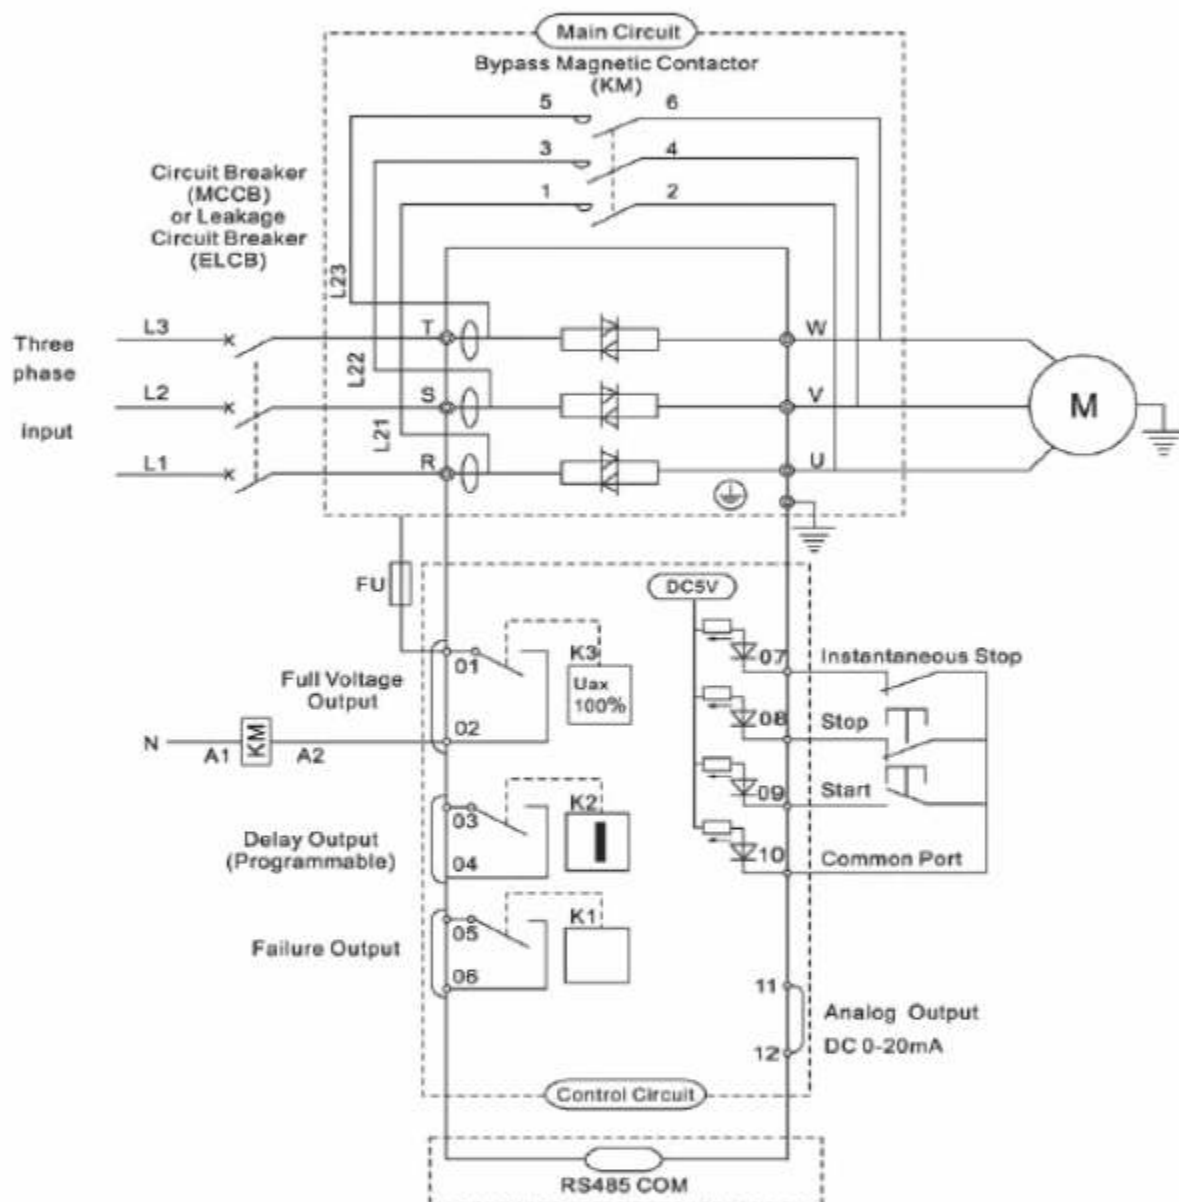 Main Circuit
Bypass Magnetic Contactor
(KM)
5 6
3 4
1 2
Circuit Breaker
(MCCB)
or Leakage
Circuit Breaker
(ELCB)
L23
L22
L21
Three
phase
input
L3
L2
L1
T
S
R
W
V
U
M
FU
DC5V
01
02
K3
Uax
100%
Full Voltage
Output
N
A1
KM
A2
07
Instantaneous Stop
08
Stop
09
Start
10
Common Port
03
04
K2
Delay Output
(Programmable)
05
06
K1
Failure Output
11
12
Analog Output
DC 0-20mA
Control Circuit
RS485 COM